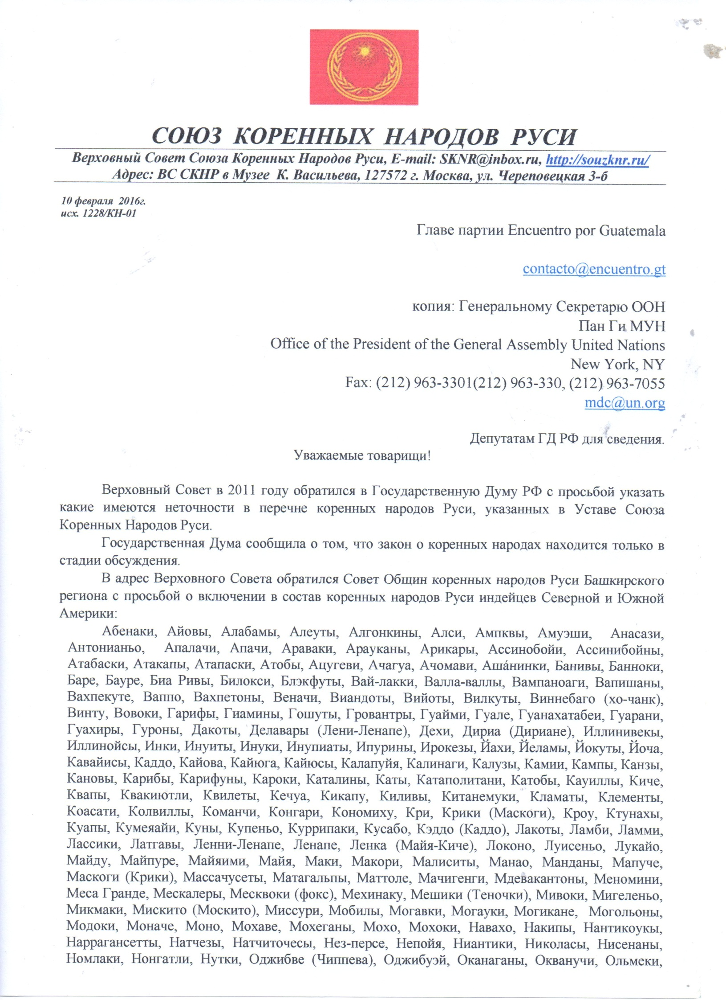 СОЮЗ КОРЕННЫХ НАРОДОВ РУСИ
Верховный Совет Союза Коренных Народов Руси, E-mail: SKNR@inbox.ru, http://souzknr.ru/
Адрес: ВС СКНР в Музее К. Васильева, 127572 г. Москва, ул. Череповецкая 3-б
10 февраля 2016г.
исх. 1228/КН-01
Главе партии Encuentro por Guatemala
contacto@encuentro.gt
копия: Генеральному Секретарю ООН
Пан Ги МУН
Office of the President of the General Assembly United Nations
New York, NY
Fax: (212) 963-3301(212) 963-330, (212) 963-7055
mdc@un.org
Депутатам ГД РФ для сведения.
Уважаемые товарищи!
Верховный Совет в 2011 году обратился в Государственную Думу РФ с просьбой указать
какие имеются неточности в перечне коренных народов Руси, указанных в Уставе Союза
Коренных Народов Руси.
Государственная Дума сообщила о том, что закон о коренных народах находится только в
стадии обсуждения.
В адрес Верховного Совета обратился Совет Общин коренных народов Руси Башкирского
региона с просьбой о включении в состав коренных народов Руси индейцев Северной и Южной
Америки:
Абенаки, Айовы, Алабамы, Алеуты, Алгонкины, Алси, Ампквы, Амуэши, Анасази,
Антонианьо, Апалачи, Апачи, Араваки, Арауканы, Арикары, Ассинобойи, Ассинибойны,
Атабаски, Атакапы, Атапаски, Атобы, Ацугеви, Ачагуа, Ачомави, Аша́нинки, Банивы, Банноки,
Баре, Бауре, Биа Ривы, Билокси, Блэкфуты, Вай-лакки, Валла-валлы, Вампаноаги, Вапишаны,
Вахпекуте, Ваппо, Вахпетоны, Веначи, Виандоты, Вийоты, Вилкуты, Виннебаго (хо-чанк),
Винту, Вовоки, Гарифы, Гиамины, Гошуты, Гровантры, Гуайми, Гуале, Гуанахатабеи, Гуарани,
Гуахиры, Гуроны, Дакоты, Делавары (Лени-Ленапе), Дехи, Дириа (Дириане), Иллинивекы,
Иллинойсы, Инки, Инуиты, Инуки, Инупиаты, Ипурины, Ирокезы, Йахи, Йеламы, Йокуты, Йоча,
Кавайисы, Каддо, Кайова, Кайюга, Кайюсы, Калапуйя, Калинаги, Калузы, Камии, Кампы, Канзы,
Кановы, Карибы, Карифуны, Кароки, Каталины, Каты, Катаполитани, Катобы, Кауиллы, Киче,
Квапы, Квакиютли, Квилеты, Кечуа, Кикапу, Киливы, Китанемуки, Кламаты, Клементы,
Коасати, Колвиллы, Команчи, Конгари, Кономиху, Кри, Крики (Маскоги), Кроу, Ктунахы,
Куапы, Кумеяайи, Куны, Купеньо, Куррипаки, Кусабо, Кэддо (Каддо), Лакоты, Ламби, Ламми,
Лассики, Латгавы, Ленни-Ленапе, Ленапе, Ленка (Майя-Киче), Локоно, Луисеньо, Лукайо,
Майду, Майпуре, Майяими, Майя, Маки, Макори, Малиситы, Манао, Манданы, Мапуче,
Маскоги (Крики), Массачусеты, Матагальпы, Маттоле, Мачигенги, Мдевакантоны, Меномини,
Меса Гранде, Мескалеры, Месквоки (фокс), Мехинаку, Мешики (Теночки), Мивоки, Мигеленьо,
Микмаки, Мискито (Москито), Миссури, Мобилы, Могавки, Могауки, Могикане, Могольоны,
Модоки, Моначе, Моно, Мохаве, Мохеганы, Мохо, Мохоки, Навахо, Накипы, Нантикоукы,
Наррагансетты, Натчезы, Натчиточесы, Нез-персе, Непойя, Ниантики, Николасы, Нисенаны,
Номлаки, Нонгатли, Нутки, Оджибве (Чиппева), Оджибуэй, Оканаганы, Окванучи, Ольмеки,